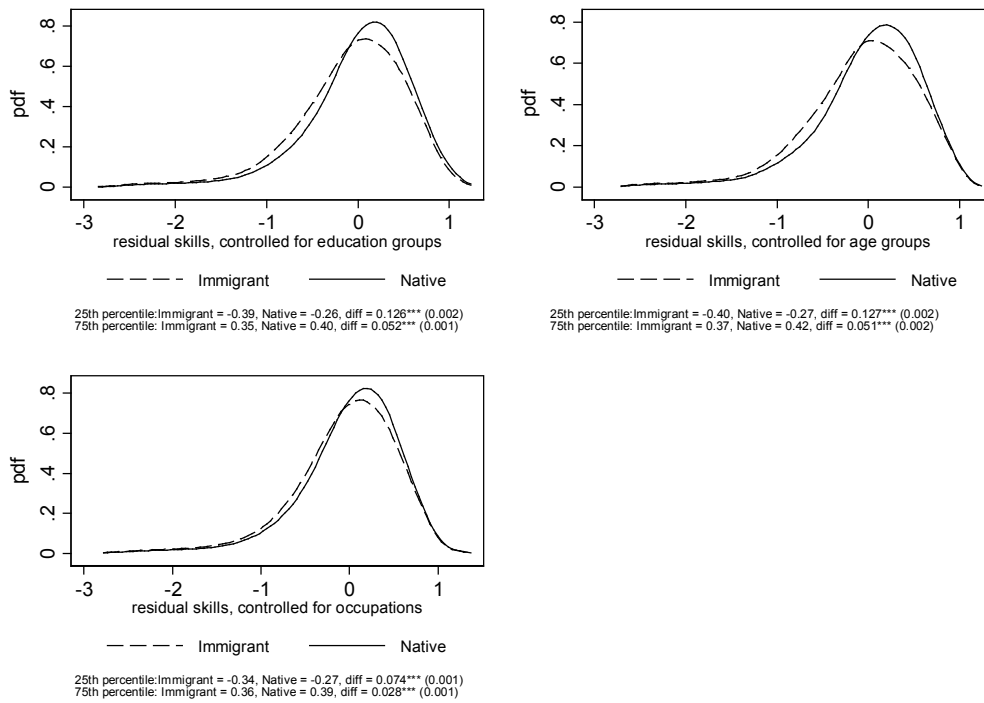 pdf
0 .2 .4 .6 .8
-3 -2 -1 0 1
residual skills, controlled for education groups
Immigrant Native
25th percentile:Immigrant = -0.39, Native = -0.26, diff = 0.126*** (0.002)
75th percentile: Immigrant = 0.35, Native = 0.40, diff = 0.052*** (0.001)
pdf
0 .2 .4 .6 .8
-3 -2 -1 0 1
residual skills, controlled for age groups
Immigrant Native
25th percentile:Immigrant = -0.40, Native = -0.27, diff = 0.127*** (0.002)
75th percentile: Immigrant = 0.37, Native = 0.42, diff = 0.051*** (0.002)
pdf
0 .2 .4 .6 .8
-3 -2 -1 0 1
residual skills, controlled for occupations
Immigrant Native
25th percentile:Immigrant = -0.34, Native = -0.27, diff = 0.074*** (0.001)
75th percentile: Immigrant = 0.36, Native = 0.39, diff = 0.028*** (0.001)